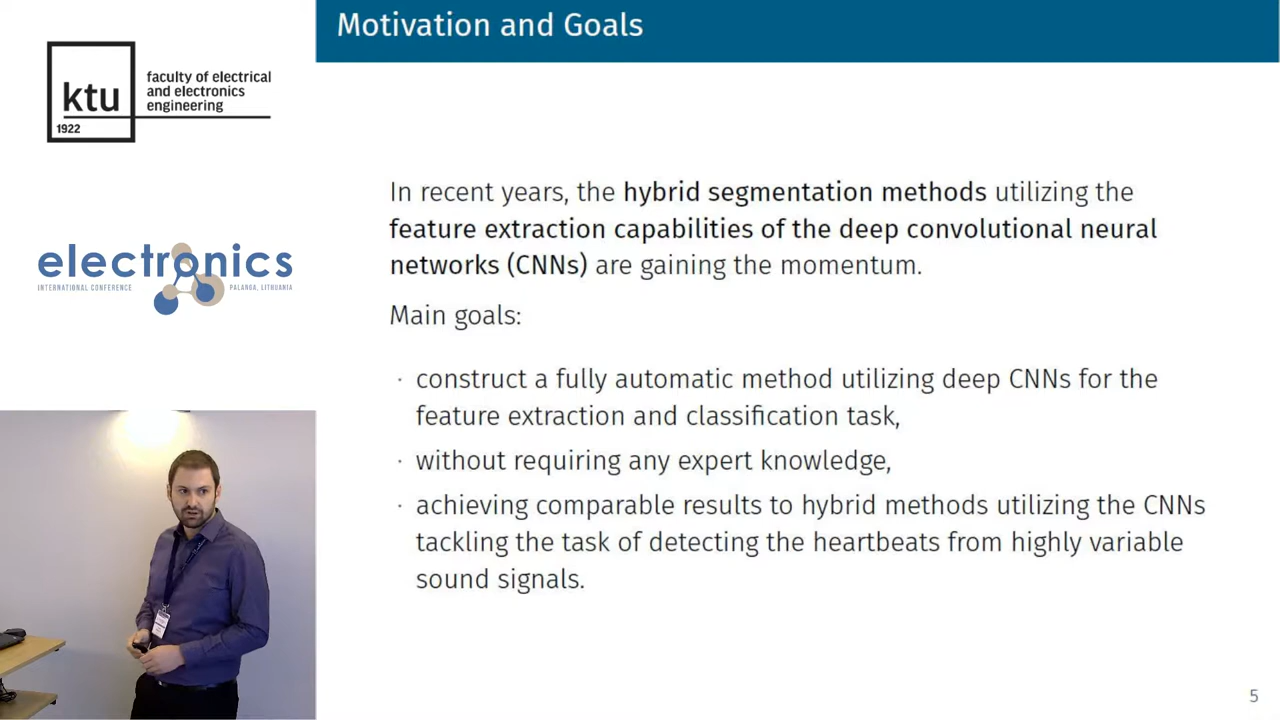 Motivation and Goals
ktu
1922
faculty of electrical
and electronics
engineering
electronics
INTERNATIONAL CONFERENCE
PALANGA, LITHUANIA
In recent years, the hybrid segmentation methods utilizing the
feature extraction capabilities of the deep convolutional neural
networks (CNNs) are gaining the momentum.
Main goals:
· construct a fully automatic method utilizing deep CNNs for the
feature extraction and classification task,
· without requiring any expert knowledge,
· achieving comparable results to hybrid methods utilizing the CNNs
tackling the task of detecting the heartbeats from highly variable
sound signals.
5